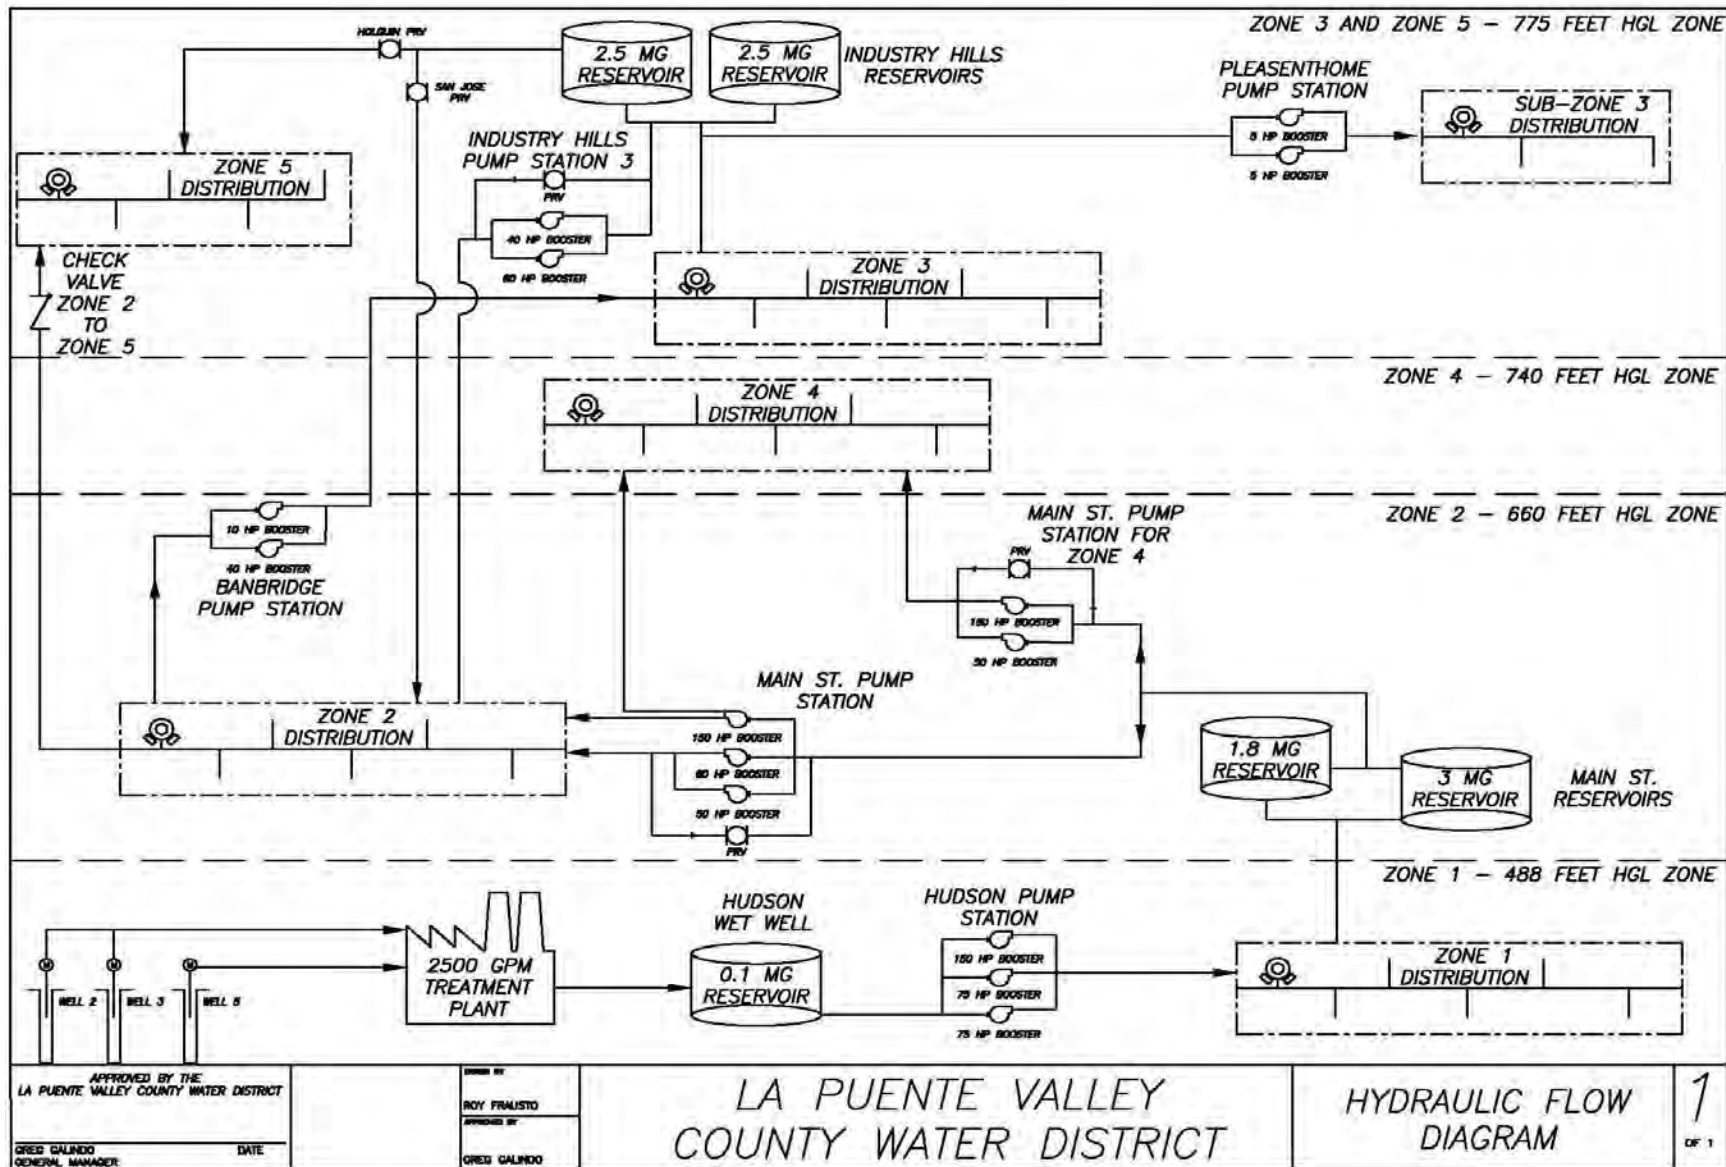 ZONE 3 AND ZONE 5 - 775 FEET HGL ZONE
HOLGUIN PRV
SAN JOSE
PRV
2.5 MG
RESERVOIR
2.5 MG
RESERVOIR
INDUSTRY HILLS
RESERVOIRS
PLEASENTHOME
PUMP STATION
5 HP BOOSTER
5 HP BOOSTER
SUB-ZONE 3
DISTRIBUTION
INDUSTRY HILLS
PUMP STATION 3
PRV
40 HP BOOSTER
60 HP BOOSTER
ZONE 5
DISTRIBUTION
CHECK
VALVE
ZONE 2
TO
ZONE 5
ZONE 3
DISTRIBUTION
ZONE 4 - 740 FEET HGL ZONE
ZONE 4
DISTRIBUTION
ZONE 2 - 660 FEET HGL ZONE
10 HP BOOSTER
40 HP BOOSTER
BANBRIDGE
PUMP STATION
MAIN ST. PUMP
STATION FOR
ZONE 4
PRV
150 HP BOOSTER
50 HP BOOSTER
MAIN ST. PUMP
STATION
150 HP BOOSTER
60 HP BOOSTER
50 HP BOOSTER
PRV
ZONE 2
DISTRIBUTION
1.8 MG
RESERVOIR
3 MG
RESERVOIR
MAIN ST.
RESERVOIRS
ZONE 1 - 488 FEET HGL ZONE
M
M
M
WELL 2
WELL 3
WELL 5
2500 GPM
TREATMENT
PLANT
HUDSON
WET WELL
0.1 MG
RESERVOIR
HUDSON PUMP
STATION
150 HP BOOSTER
75 HP BOOSTER
75 HP BOOSTER
ZONE 1
DISTRIBUTION
APPROVED BY THE
LA PUENTE VALLEY COUNTY WATER DISTRICT
GREG GALINDO DATE
GENERAL MANAGER
DRAWN BY
ROY FRAUSTO
APPROVED BY
GREG GALINDO
LA PUENTE VALLEY
COUNTY WATER DISTRICT
HYDRAULIC FLOW
DIAGRAM
1
OF 1